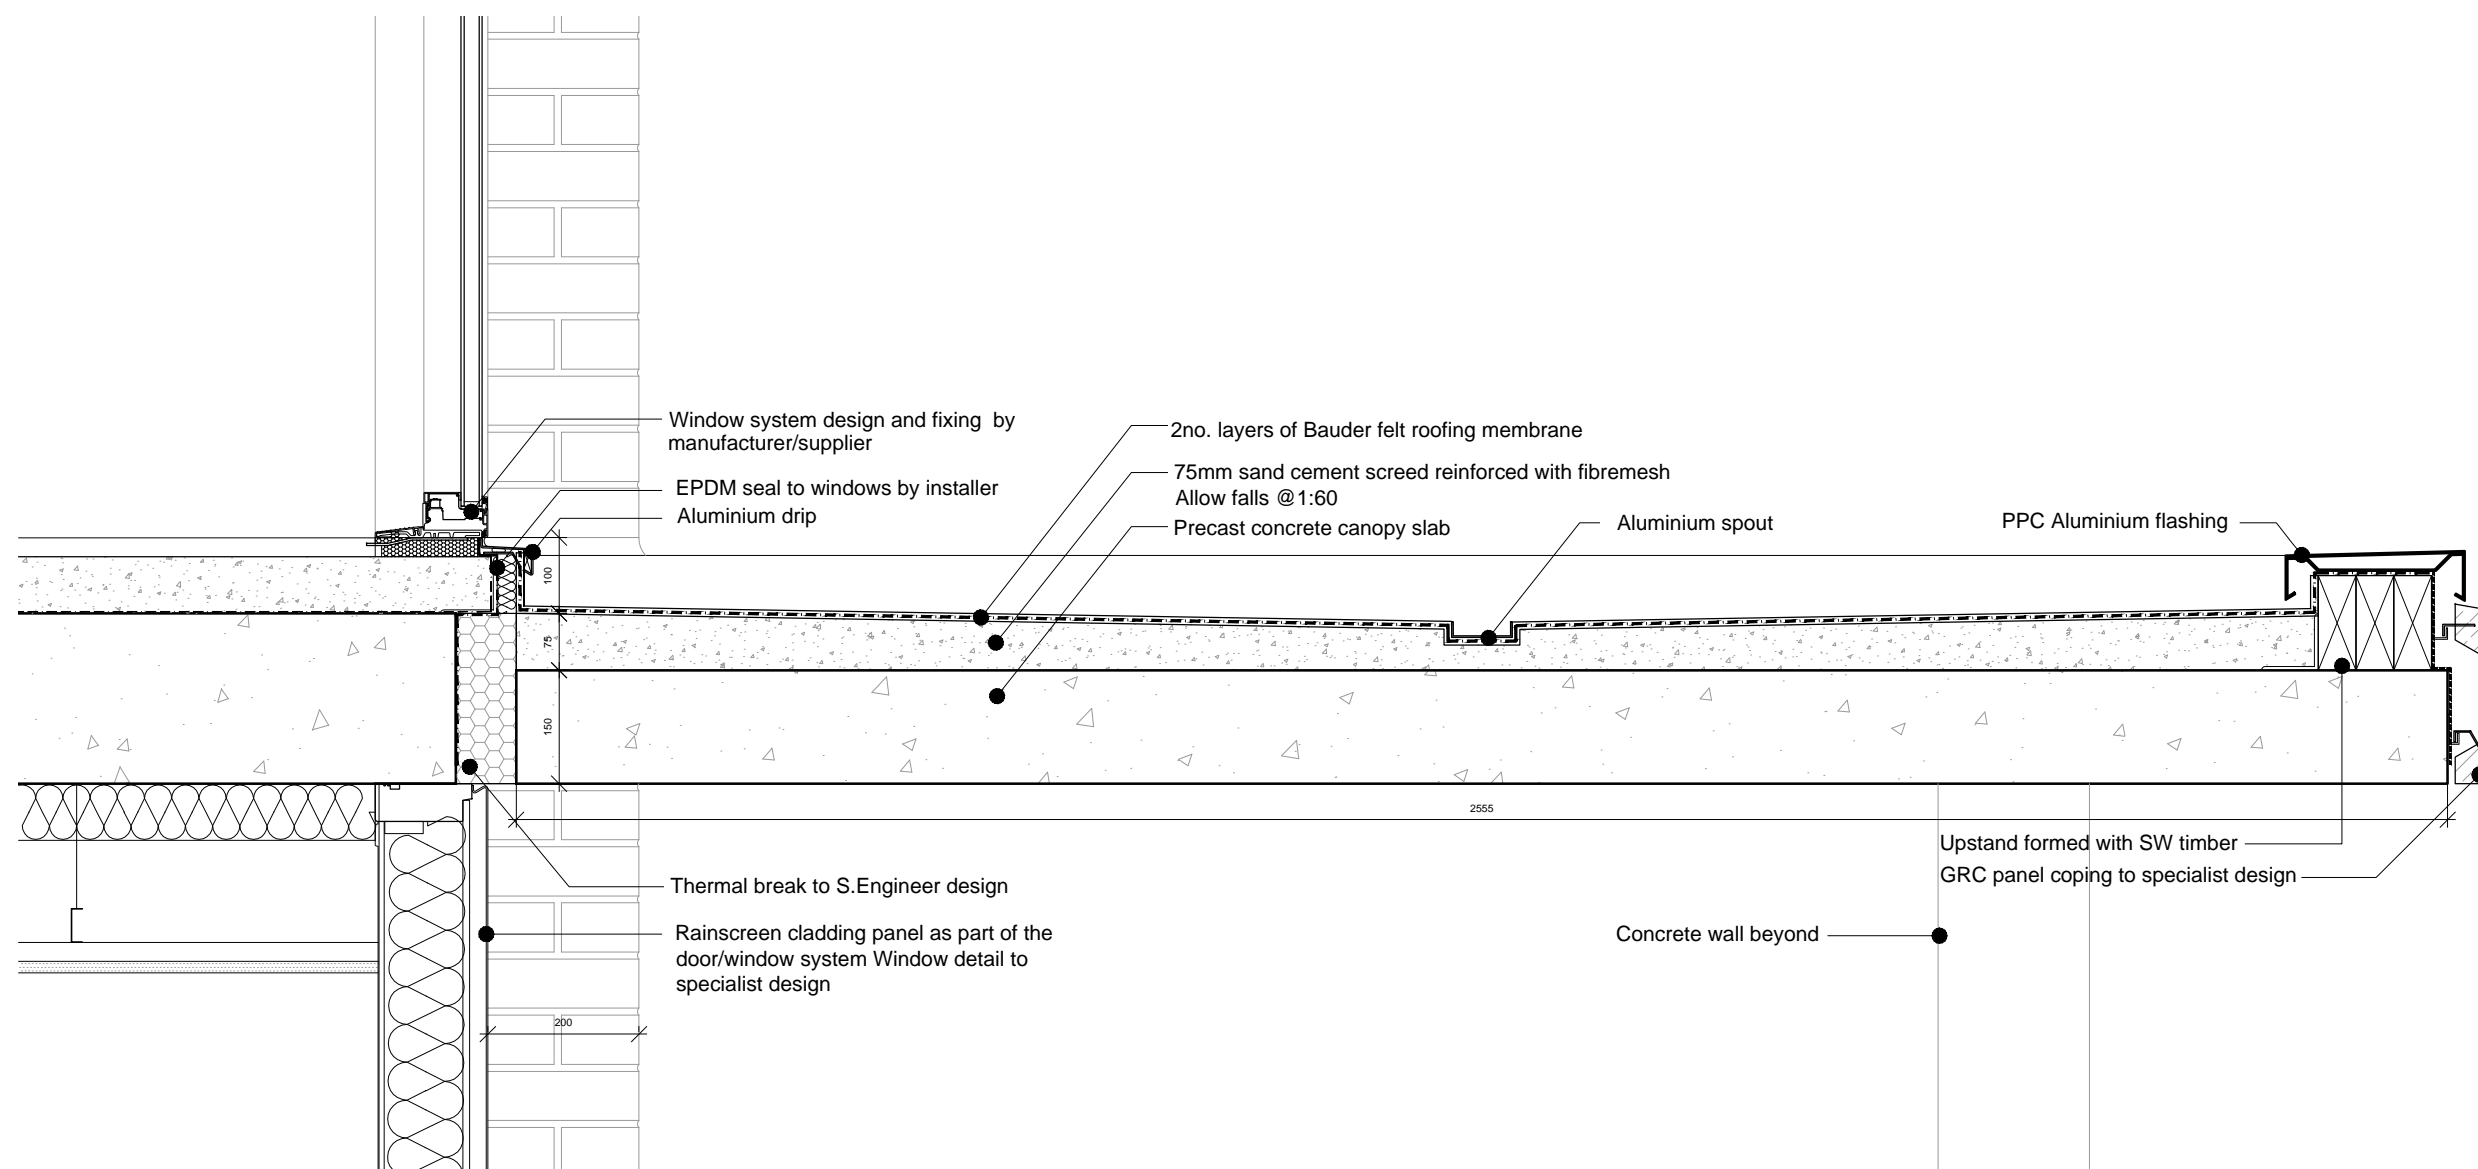 Window system design and fixing  by
manufacturer/supplier
EPDM seal to windows by installer
Aluminium drip
2no. layers of Bauder felt roofing membrane
75mm sand cement screed reinforced with fibremesh
Allow falls @1:60
Precast concrete canopy slab
Aluminium spout
PPC Aluminium flashing
100
75
150
2555
Upstand formed with SW timber
GRC panel coping to specialist design
Thermal break to S.Engineer design
Rainscreen cladding panel as part of the
door/window system Window detail to
specialist design
Concrete wall beyond
200